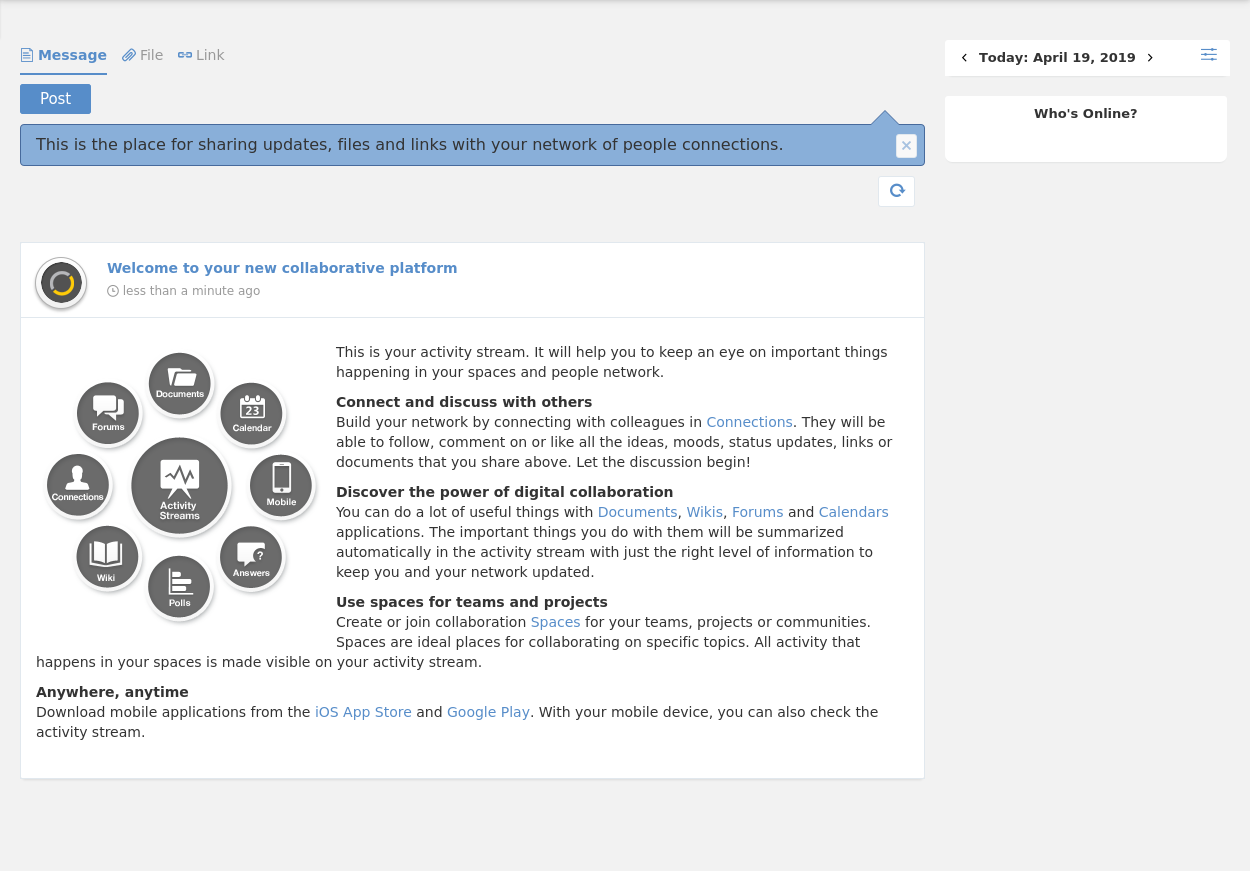 Message File Link
Post
This is the place for sharing updates, files and links with your network of people connections.
Today: April 19, 2019
Who's Online?
Welcome to your new collaborative platform
less than a minute ago
Documents
Forums
23
Calendar
Connections
Activity
Streams
Mobile
Wiki
?
Answers
Polls
This is your activity stream. It will help you to keep an eye on important things
happening in your spaces and people network.
Connect and discuss with others
Build your network by connecting with colleagues in Connections. They will be
able to follow, comment on or like all the ideas, moods, status updates, links or
documents that you share above. Let the discussion begin!
Discover the power of digital collaboration
You can do a lot of useful things with Documents, Wikis, Forums and Calendars
applications. The important things you do with them will be summarized
automatically in the activity stream with just the right level of information to
keep you and your network updated.
Use spaces for teams and projects
Create or join collaboration Spaces for your teams, projects or communities.
Spaces are ideal places for collaborating on specific topics. All activity that
happens in your spaces is made visible on your activity stream.
Anywhere, anytime
Download mobile applications from the iOS App Store and Google Play. With your mobile device, you can also check the
activity stream.